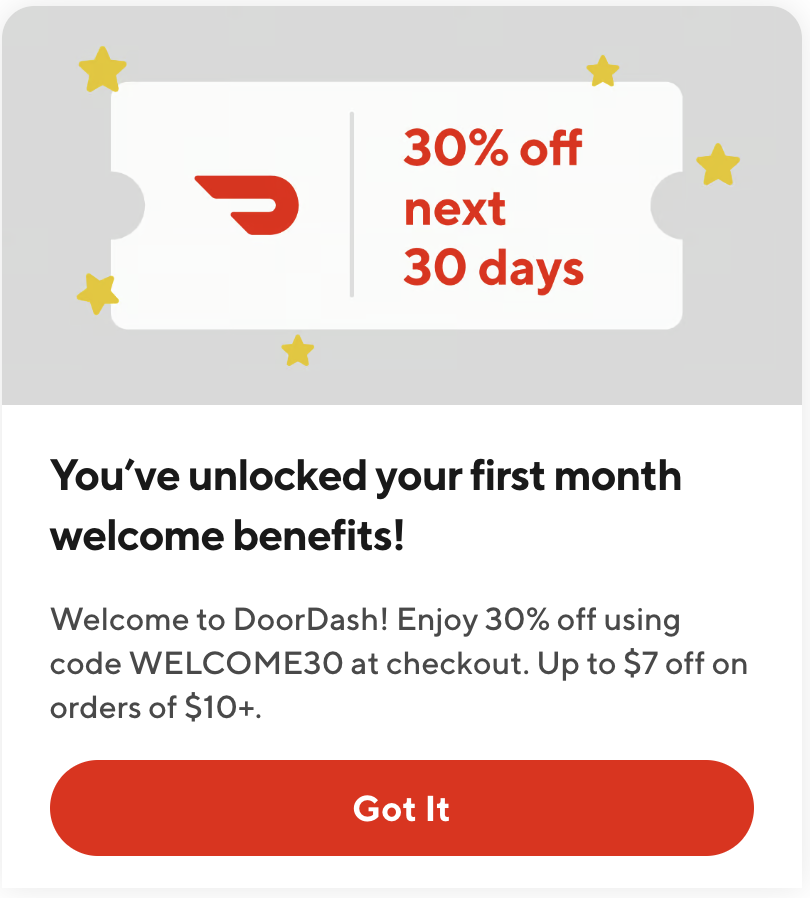 30% off
next
30 days
You’ve unlocked your first month
welcome benefits!
Welcome to DoorDash! Enjoy 30% off using
code WELCOME30 at checkout. Up to $7 off on
orders of $10+.
Got It